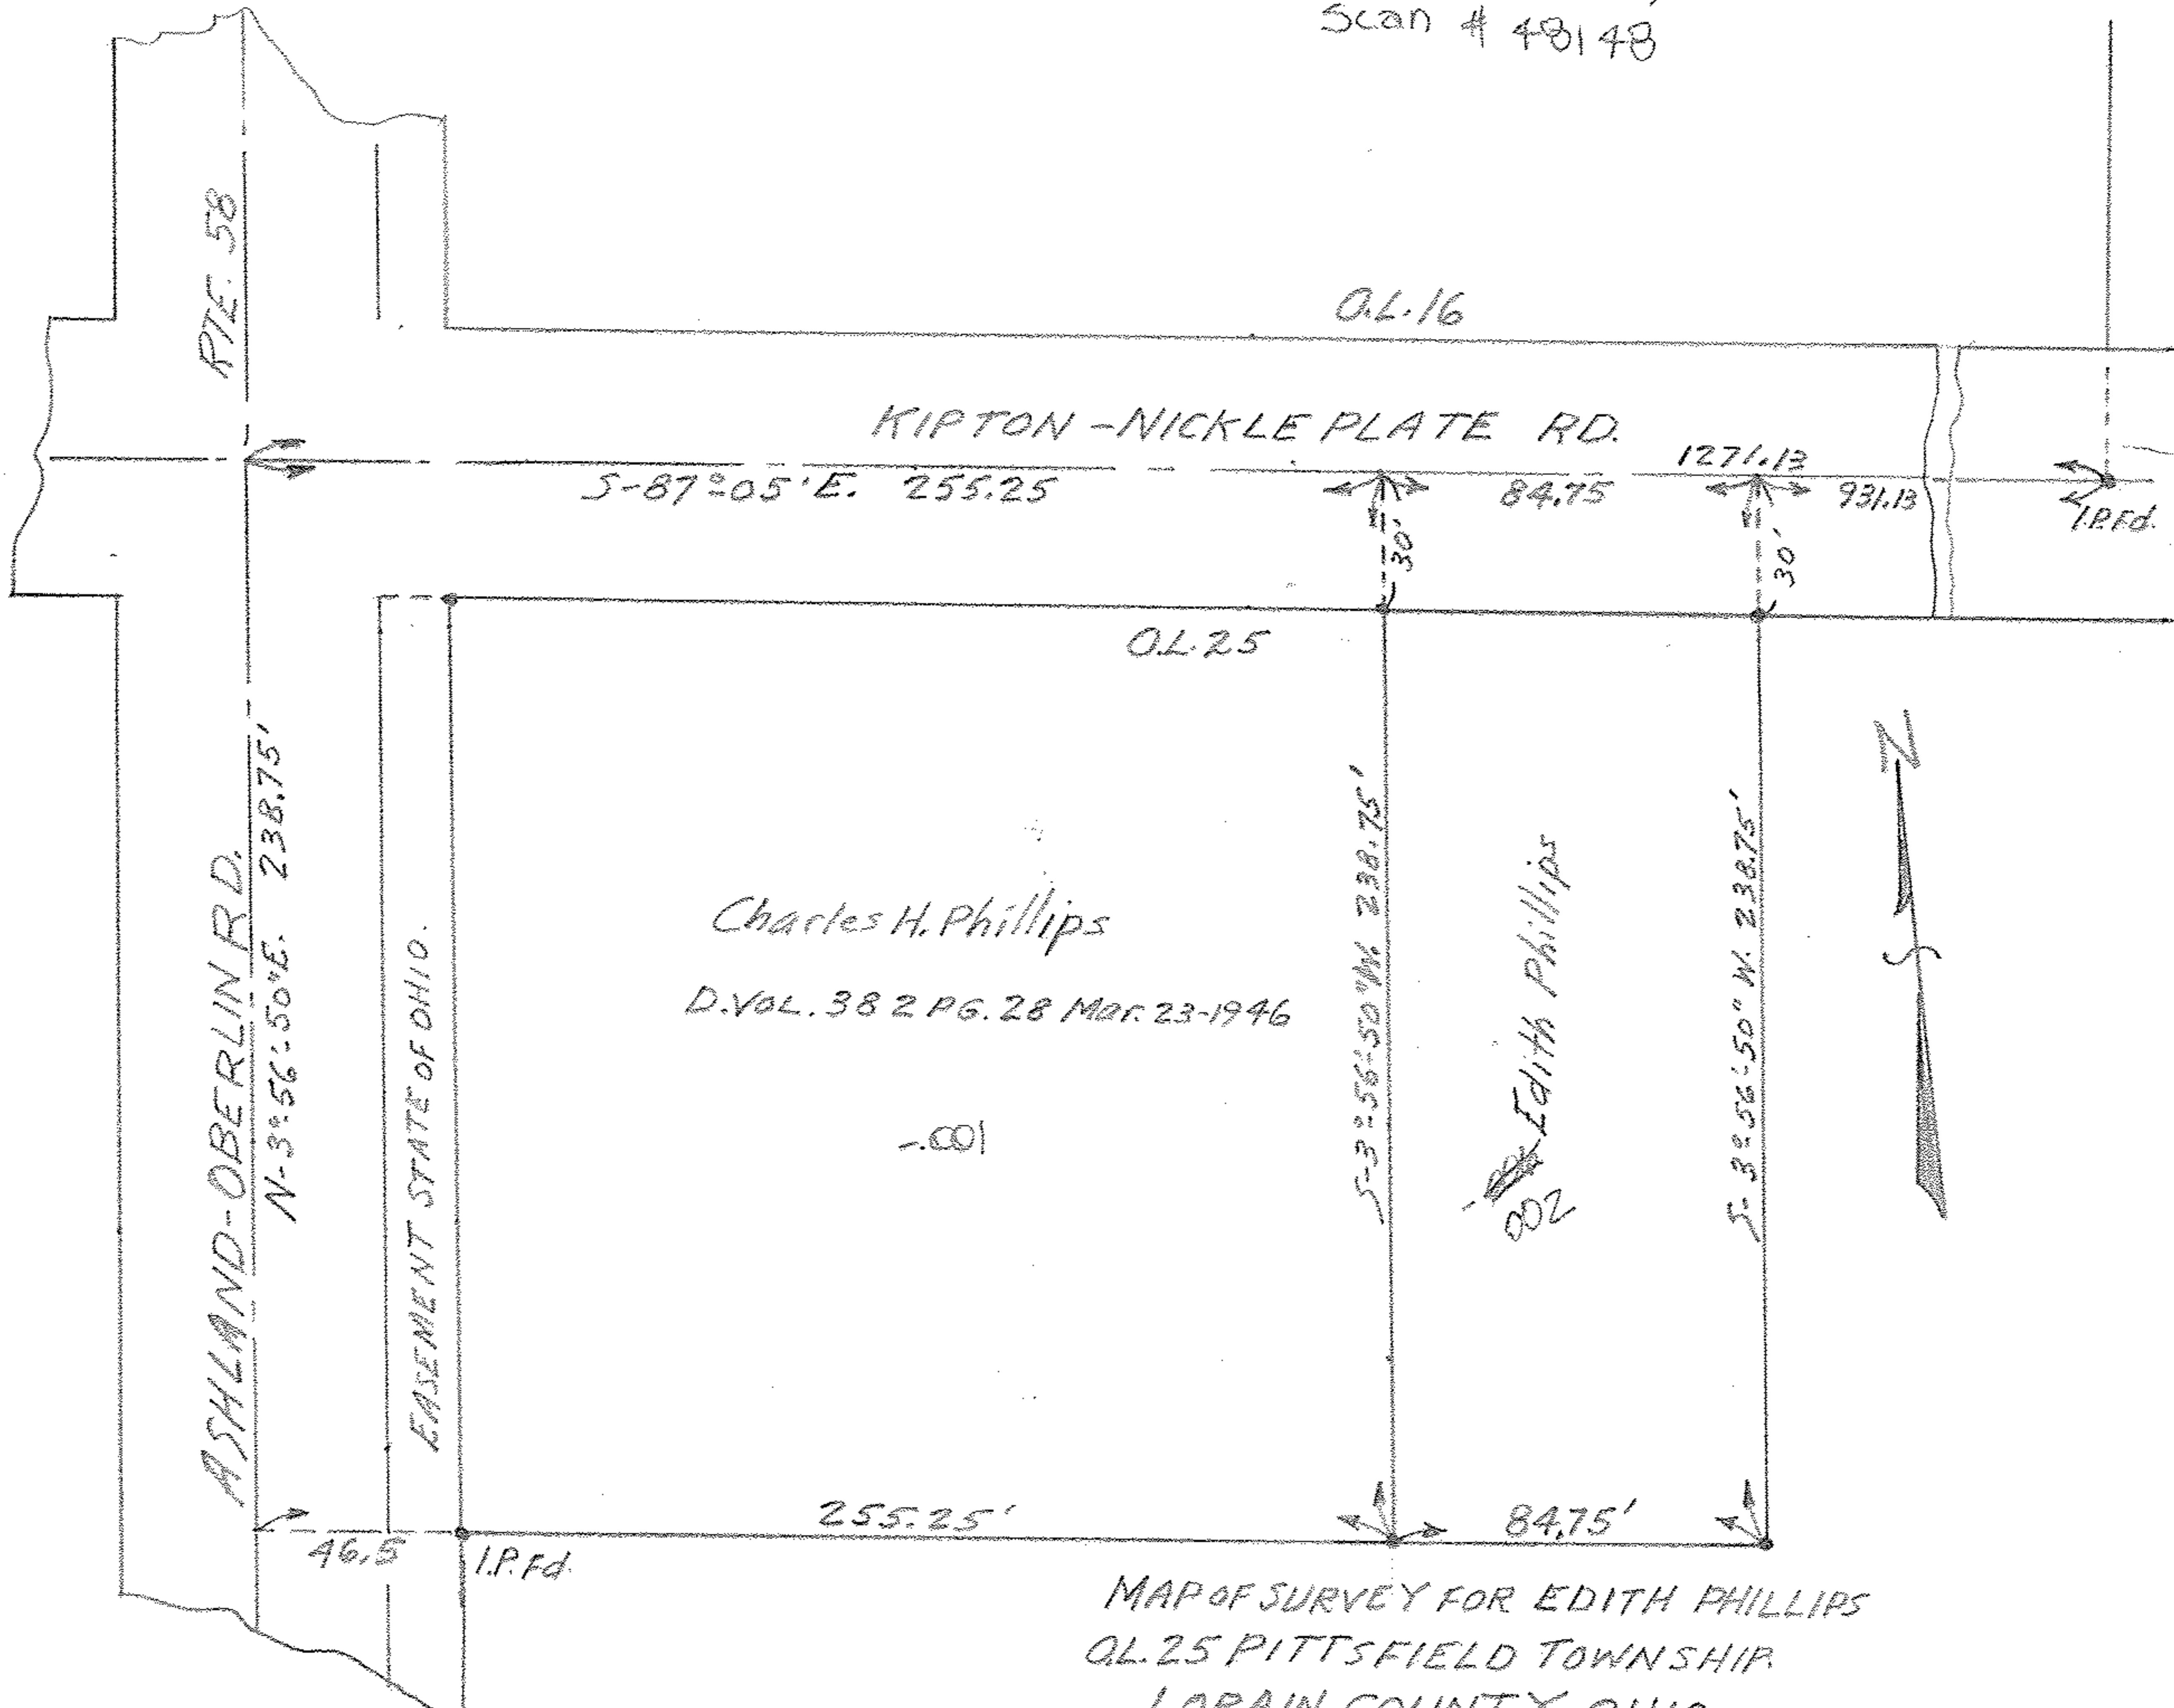 Scan # 48148
RTE. 58
O.L. 16
KIPTON - NICKLE PLATE RD.
1271.13
S-87°05'E. 255.25
84.75
931.13
I.P.Fd.
30'
30'
O.L. 25
N
ASHLAND-OBERLIN RD.
N-3°-56'-50"E. 238.75'
EASEMENT STATE OF OHIO.
Charles H. Phillips
D. VOL. 382 PG. 28 Mar. 23-1946
-.001
S-3°-56'-50"W. 238.75'
Edith Phillips
-002
S-3°-56'-50" W. 238.75'
255.25'
84.75'
46.5
I.P. Fd.
MAP OF SURVEY FOR EDITH PHILLIPS
O.L. 25 PITTSFIELD TOWNSHIP.
LORAIN COUNTY, OHIO